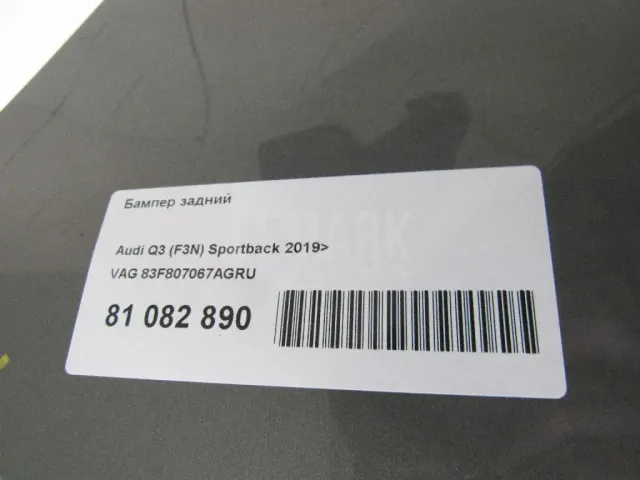 Бампер задний
Audi Q3 (F3N) Sportback 2019>
VAG 83F807067AGRU
81 082 890